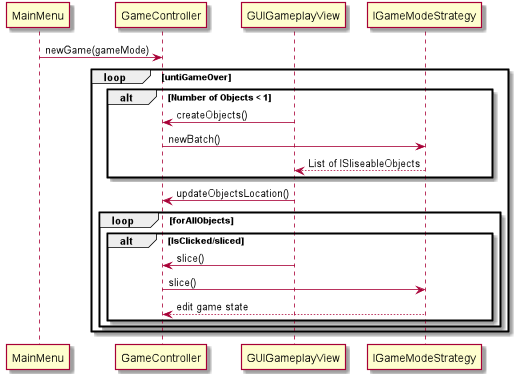 MainMenu GameController GUIGameplayView IGameModeStrategy
newGame(gameMode)
loop [untiGameOver]
alt [Number of Objects < 1]
createObjects()
newBatch()
List of ISliseableObjects
updateObjectsLocation()
loop [forAllObjects]
alt [IsClicked/sliced]
slice()
slice()
edit game state
MainMenu GameController GUIGameplayView IGameModeStrategy